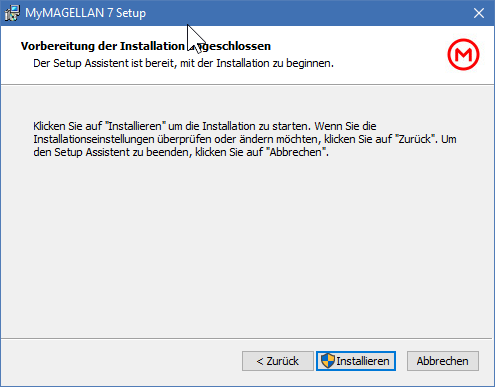 MyMAGELLAN 7 Setup
Vorbereitung der Installation
Der Setup Assistent ist bereit, mit der Installation zu beginnen.
M
Klicken Sie auf "Installieren" um die Installation zu starten. Wenn Sie die
Installationseinstellungen überprüfen oder ändern möchten, klicken Sie auf "Zurück". Um
den Setup Assistent zu beenden, klicken Sie auf "Abbrechen".
< Zurück
Installieren
Abbrechen